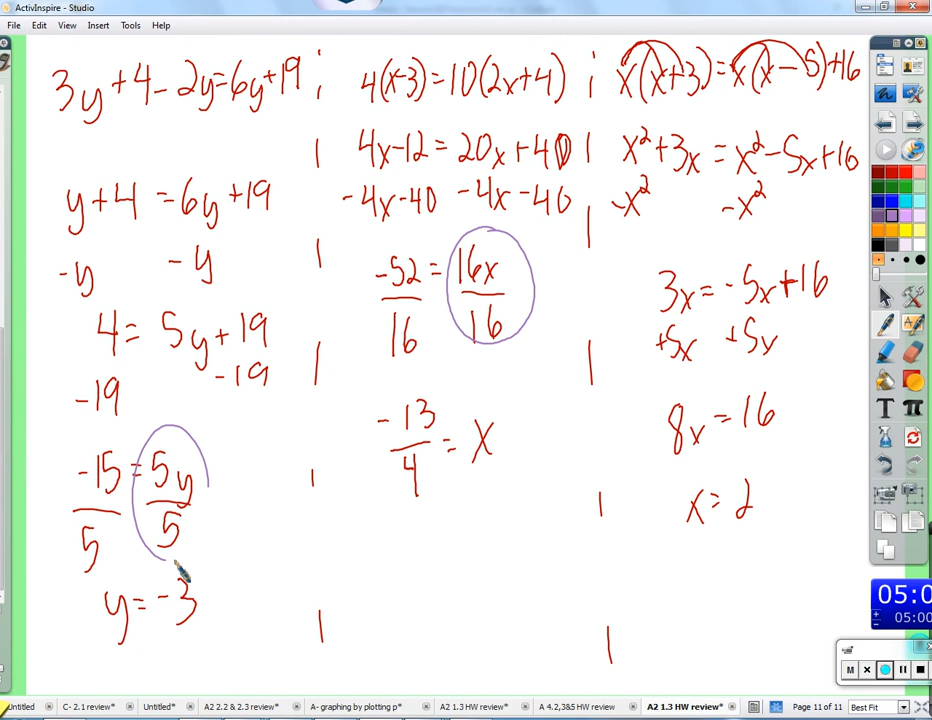 ActivInspire - Studio
File Edit View Insert Tools Help
3y+4-2y=6y+19
y+4=6y+19
-y -y
4=5y+19
-19 -19
-15=5y
5 5
y=-3
4(x-3)=10(2x+4)
4x-12=20x+40
-4x-40 -4x-40
-52=16x
16 16
-13
4 =x
x(x+3)=x(x-5)+16
x²+3x=x²-5x+16
-x² -x²
3x=-5x+16
+5x +5x
8x=16
x=2
05:0
05:00
M
Untitled C- 2.1 review* Untitled* A2 2.2 & 2.3 review* A- graphing by plotting p* A2 1.3 HW review* A 4.2,3&5 review A2 1.3 HW review* A2 1.3 HW review* Page 11 of 11 Best Fit